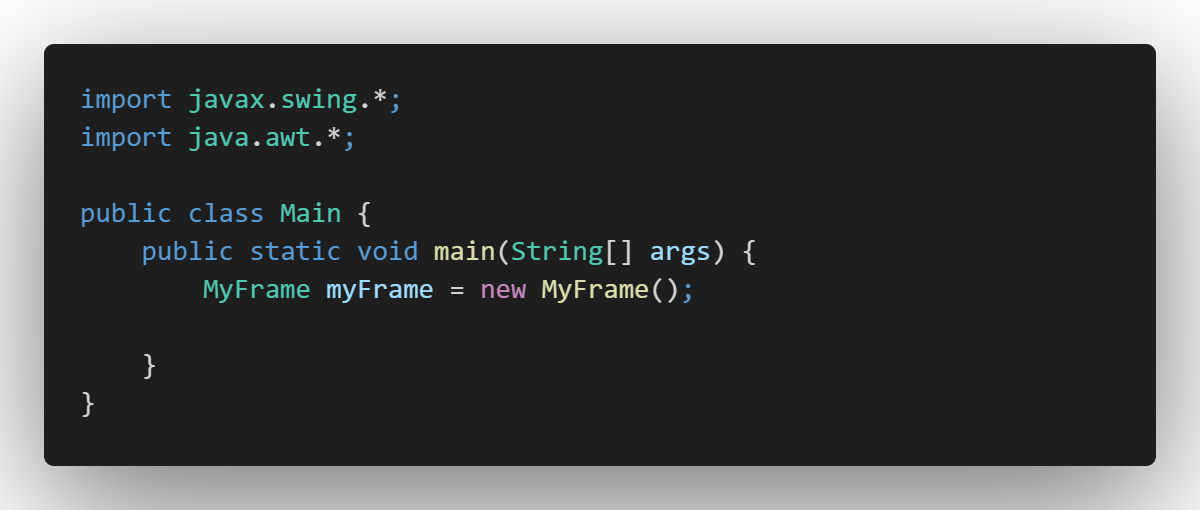 import javax.swing.*;
import java.awt.*;

public class Main {
    public static void main(String[] args) {
        MyFrame myFrame = new MyFrame();

    }
}